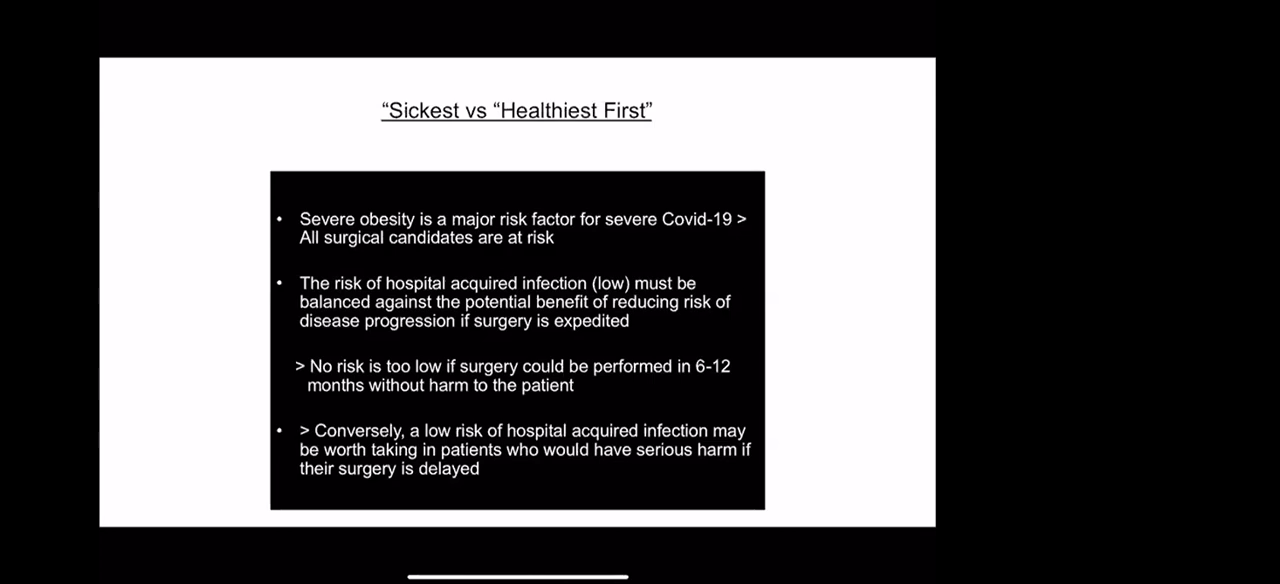 “Sickest vs “Healthiest First”
• Severe obesity is a major risk factor for severe Covid-19 >
All surgical candidates are at risk
• The risk of hospital acquired infection (low) must be
balanced against the potential benefit of reducing risk of
disease progression if surgery is expedited
> No risk is too low if surgery could be performed in 6-12
months without harm to the patient
• > Conversely, a low risk of hospital acquired infection may
be worth taking in patients who would have serious harm if
their surgery is delayed